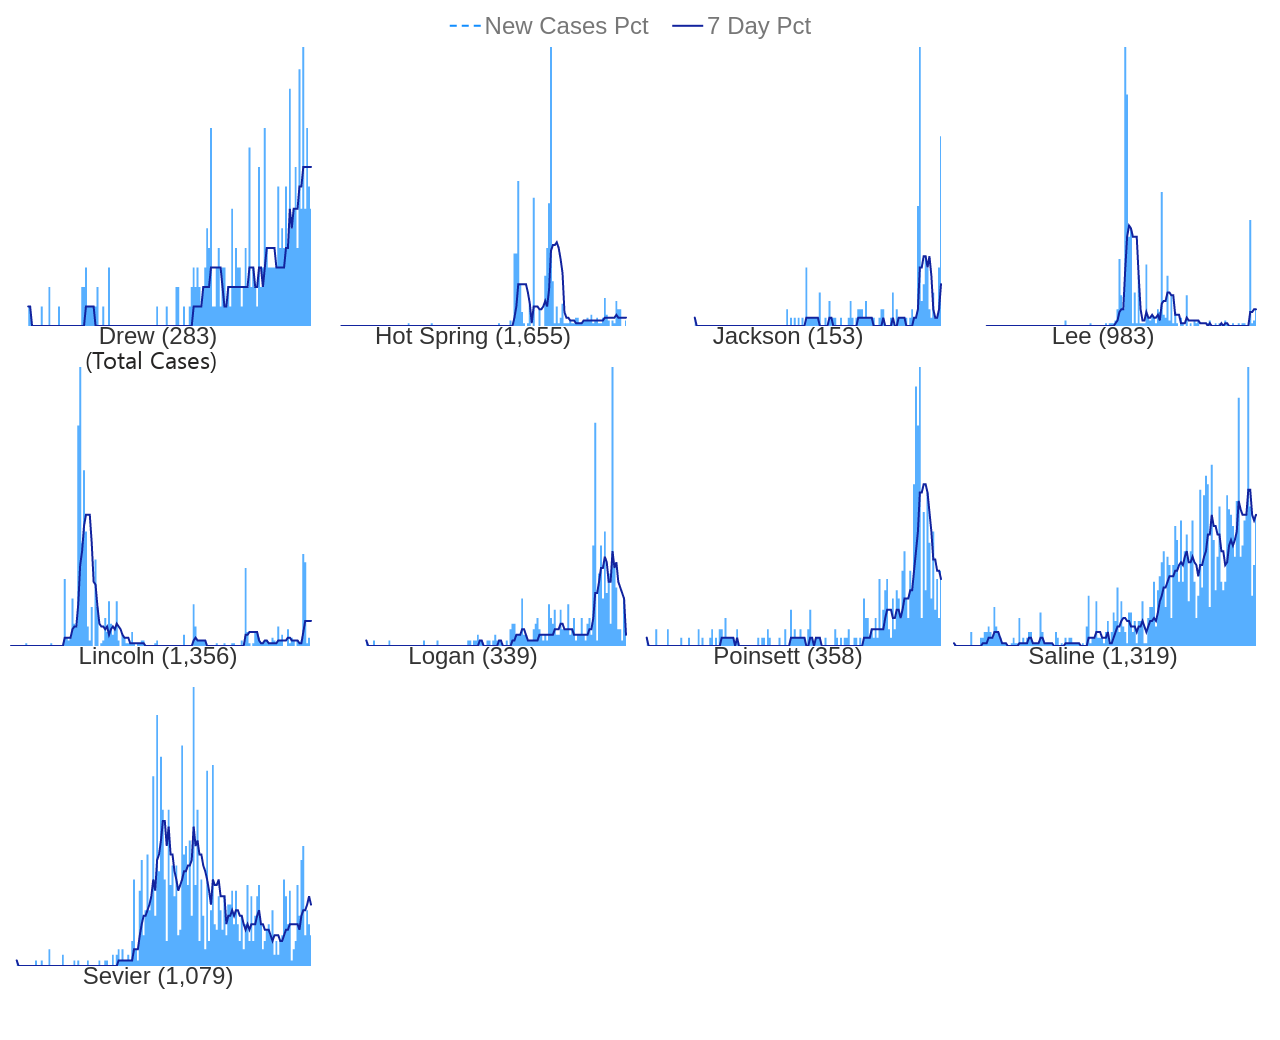 New Cases Pct 7 Day Pct
Drew (283) Hot Spring (1,655) Jackson (153) Lee (983)
(Total Cases)
Lincoln (1,356) Logan (339) Poinsett (358) Saline (1,319)
Sevier (1,079)